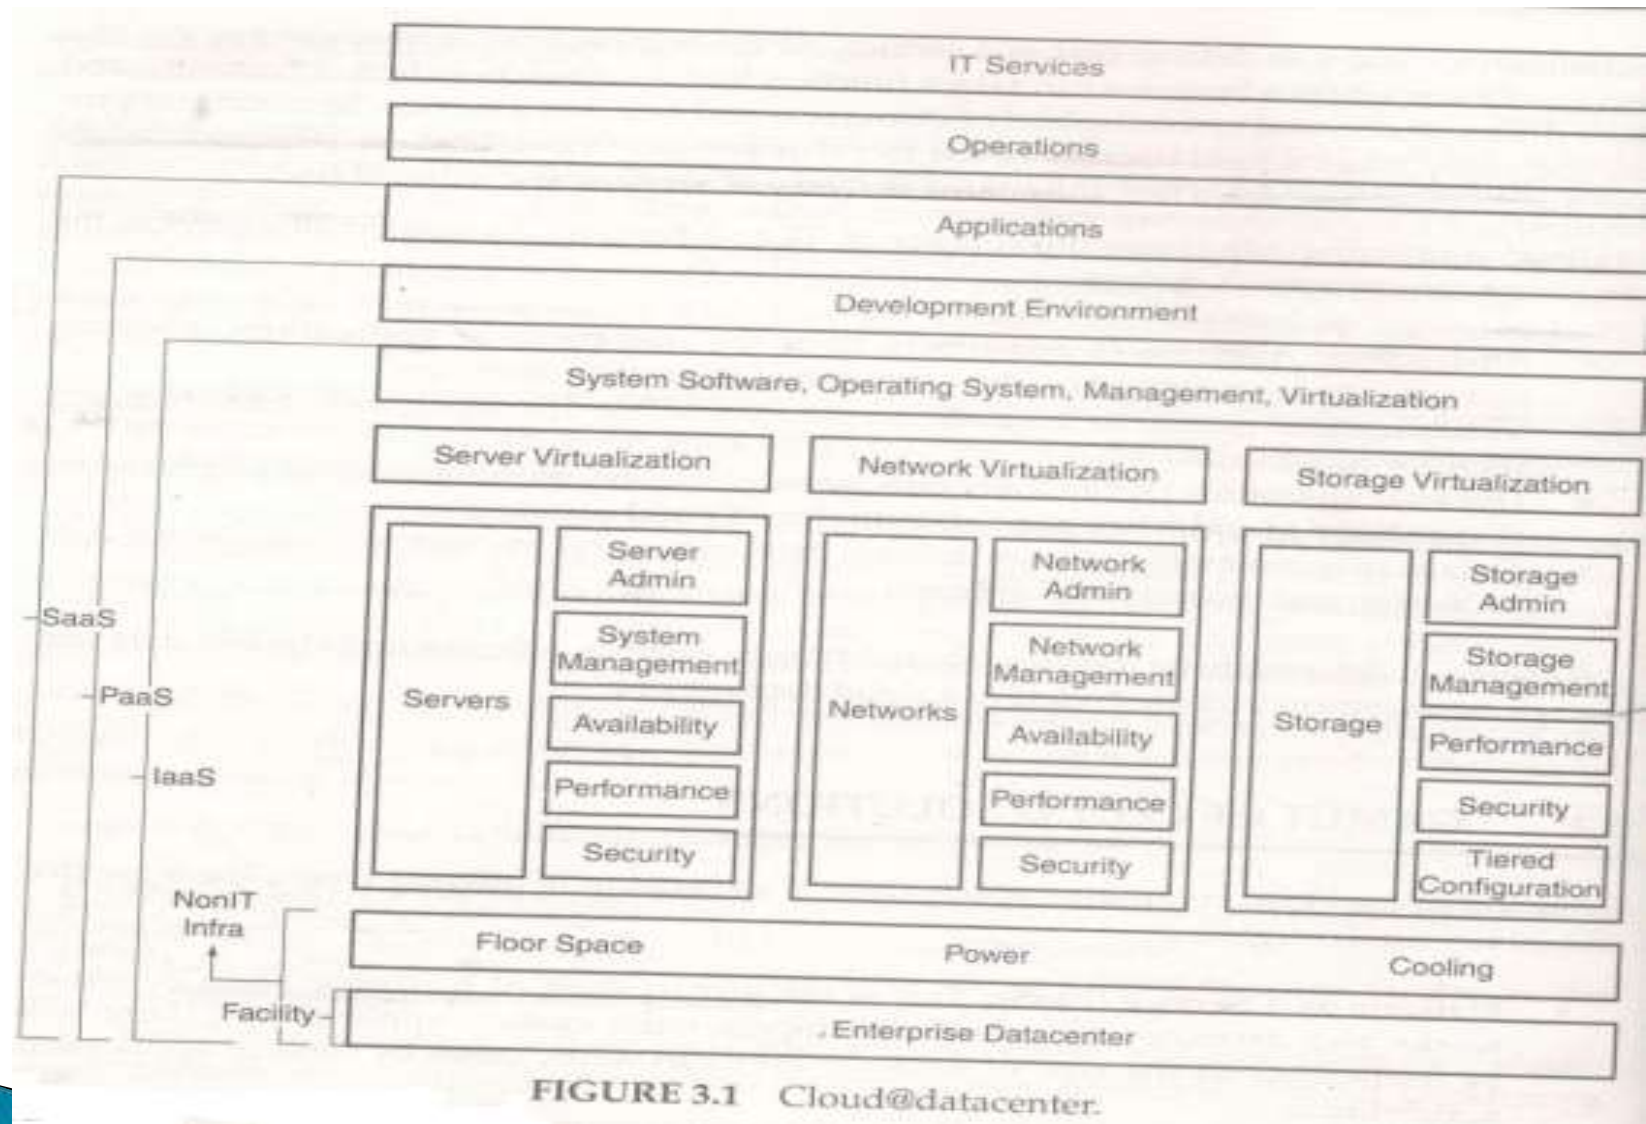 IT Services
Operations
Applications
Development Environment
System Software, Operating System, Management, Virtualization
Server Virtualization
Network Virtualization
Storage Virtualization
Servers
Server
Admin
System
Management
Availability
Performance
Security
Networks
Network
Admin
Network
Management
Availability
Performance
Security
Storage
Storage
Admin
Storage
Management
Performance
Security
Tiered
Configuration
SaaS
PaaS
IaaS
NonIT
Infra
Facility
Floor Space
Power
Cooling
Enterprise Datacenter
FIGURE 3.1 Cloud@datacenter.